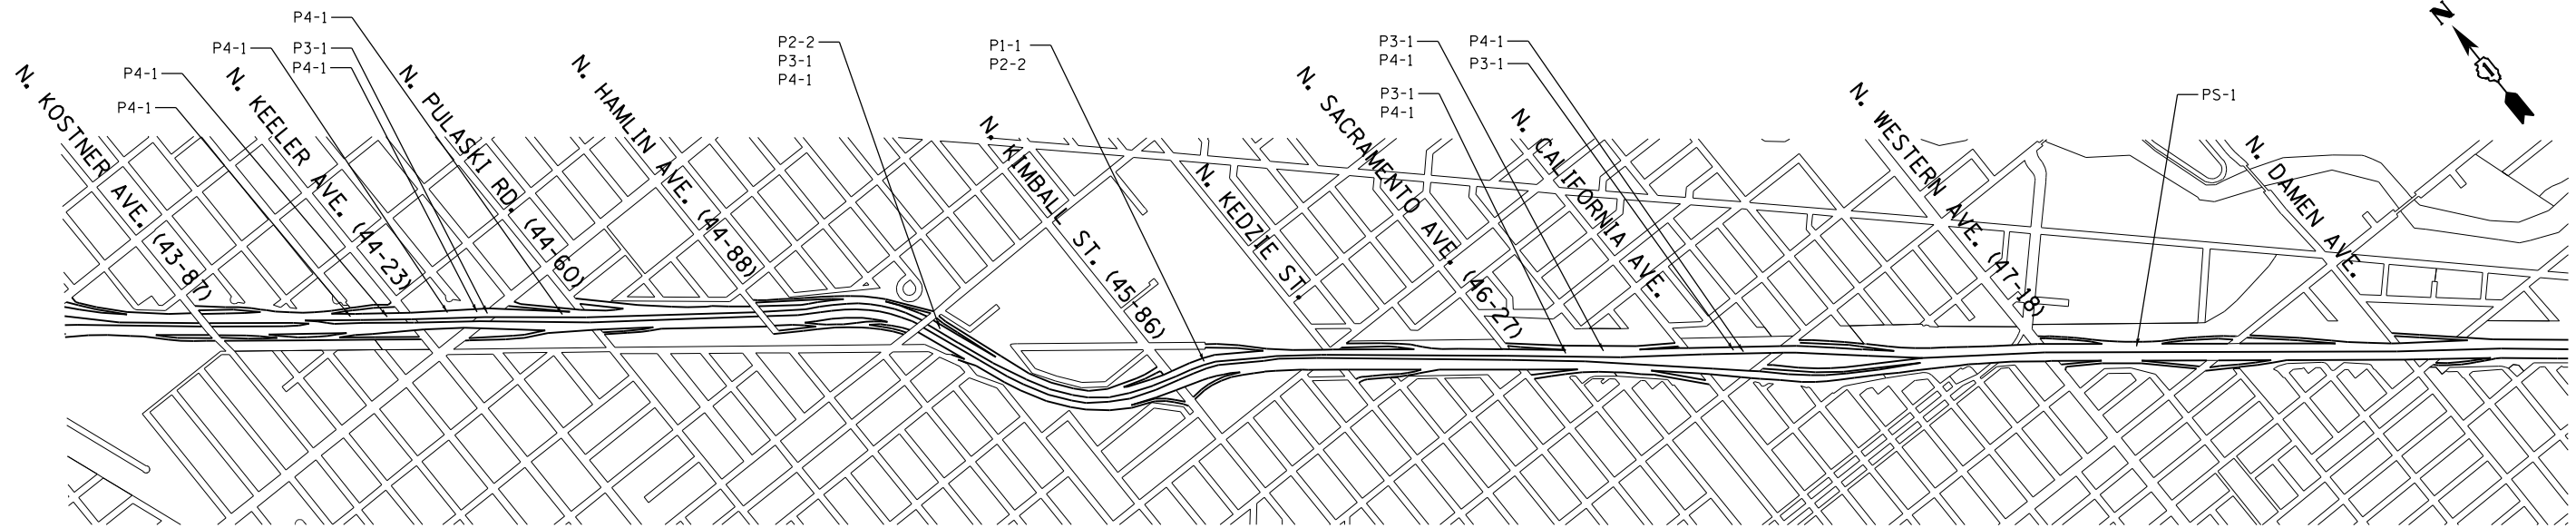 P4-1
P4-1
P3-1
P4-1
P4-1
P4-1
N. KOSTNER AVE. (43-87)
N. KEELER AVE. (44-23)
N. PULASKI RD. (44-60)
N. HAMLIN AVE. (44-88)
P2-2
P3-1
P4-1
P1-1
P2-2
N. KIMBALL ST. (45-86)
N. KEDZIE ST.
P3-1
P4-1
P3-1
P4-1
P4-1
P3-1
N. SACRAMENTO AVE. (46-27)
N. CALIFORNIA AVE.
N. WESTERN AVE. (47-18)
PS-1
N. DAMEN AVE.
N